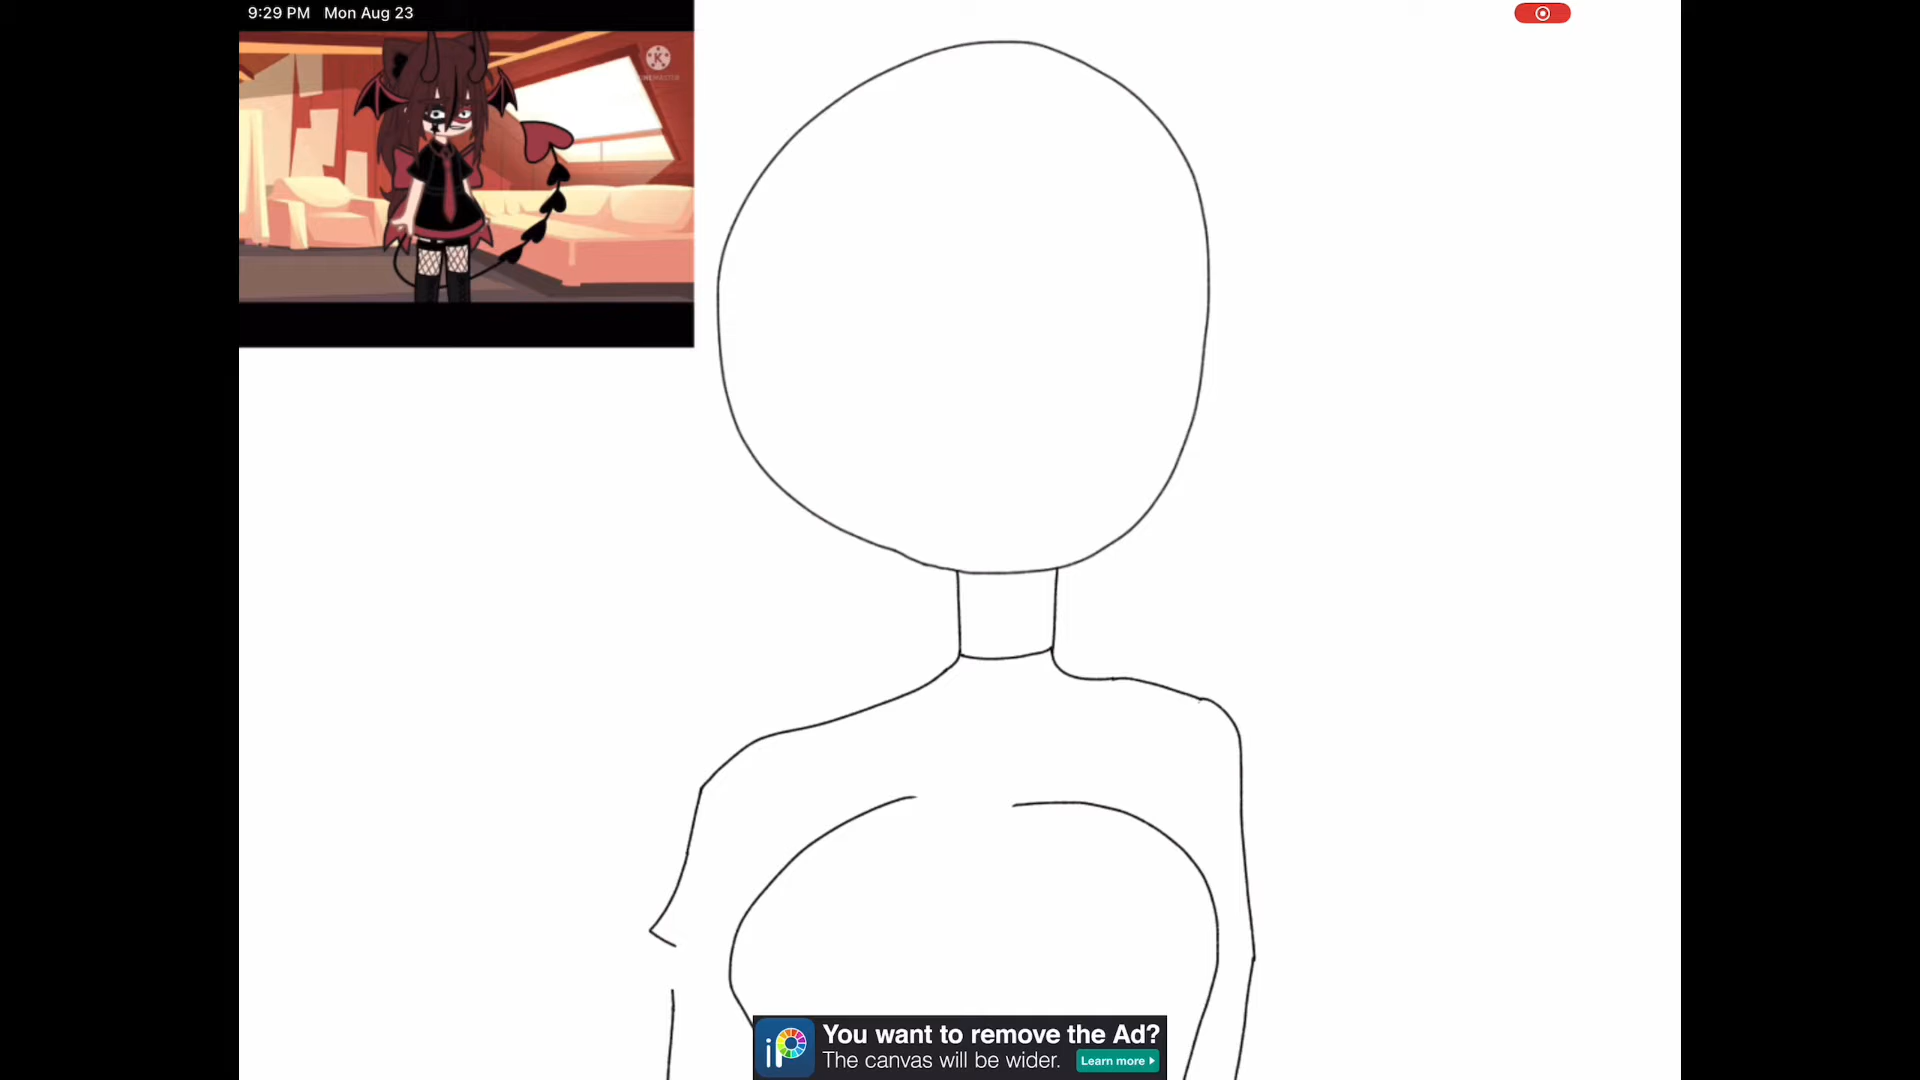 9:29 PM Mon Aug 23
KINEMASTER
You want to remove the Ad?
The canvas will be wider.
Learn more